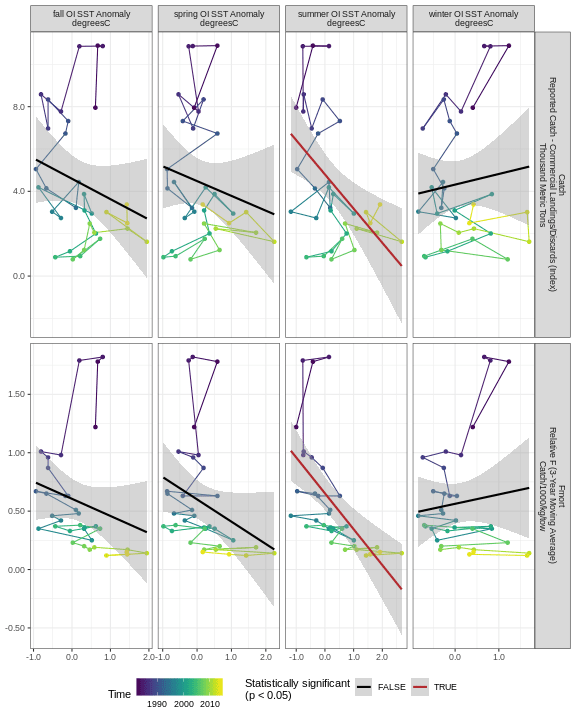 fall OI SST Anomaly
degreesC
spring OI SST Anomaly
degreesC
summer OI SST Anomaly
degreesC
winter OI SST Anomaly
degreesC
8.0
4.0
0.0
Catch
Reported Catch - Commercial Landings/Discards (Index)
Thousand Metric Tons
1.50
1.00
0.50
0.00
-0.50
Fmort
Relative F (3-Year Moving Average)
Catch/1000/kg/tow
-1.0 0.0 1.0 2.0
-1.0 0.0 1.0 2.0
-1.0 0.0 1.0 2.0
0.0 1.0
Time
1990 2000 2010
Statistically significant
(p < 0.05)
FALSE TRUE